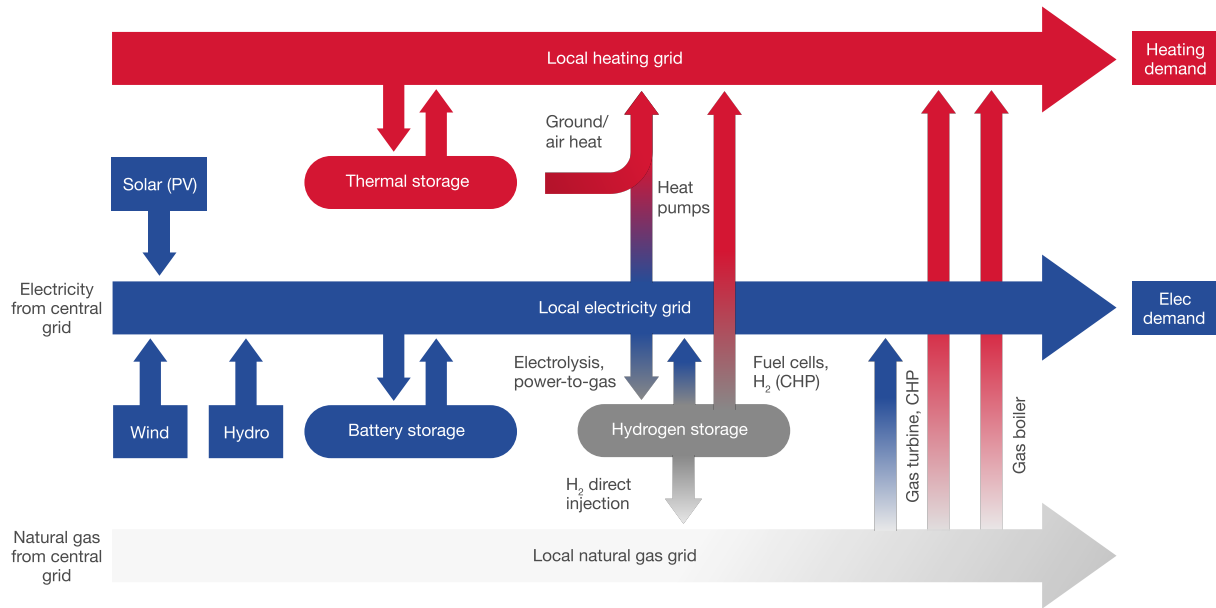 Local heating grid
Heating
demand
Ground/
air heat
Solar (PV)
Thermal storage
Heat
pumps
Electricity
from central
grid
Local electricity grid
Elec
demand
Electrolysis,
power-to-gas
Fuel cells,
H2 (CHP)
Wind
Hydro
Battery storage
Hydrogen storage
Gas turbine, CHP
Gas boiler
H2 direct
injection
Natural gas
from central
grid
Local natural gas grid